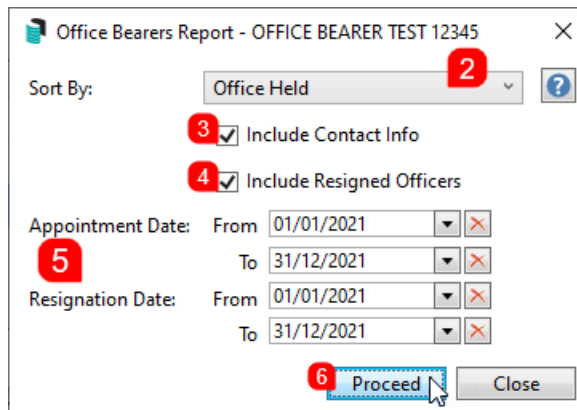 Office Bearers Report - OFFICE BEARER TEST 12345
Sort By: Office Held 2 ?
3 Include Contact Info
4 Include Resigned Officers
Appointment Date: From 01/01/2021
5 To 31/12/2021
Resignation Date: From 01/01/2021
To 31/12/2021
6 Proceed Close